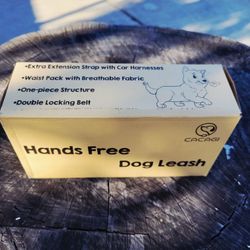 •Extra Extension Strap with Car Harnesses
•Waist Pack with Breathable Fabric
•One-piece Structure
•Double Locking Belt
CACAGI
Hands Free
Dog Leash